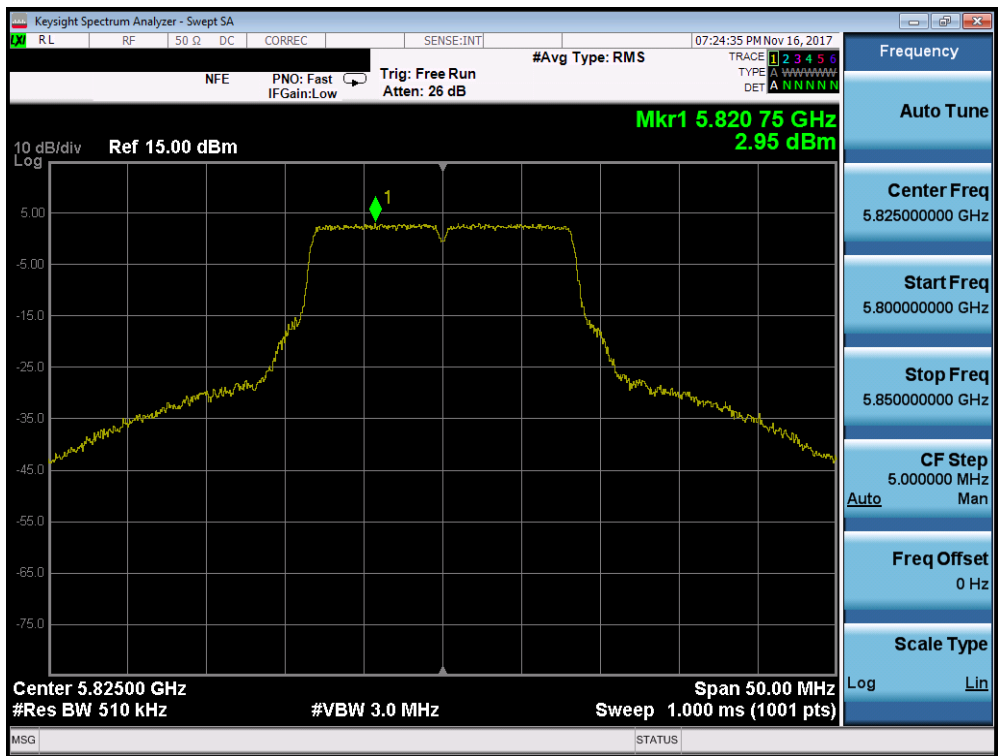 Keysight Spectrum Analyzer - Swept SA
LXI RL RF 50 Ω DC CORREC SENSE:INT 07:24:35 PM Nov 16, 2017
NFE PNO: Fast Trig: Free Run #Avg Type: RMS TRACE 1 2 3 4 5 6
IFGain:Low Atten: 26 dB TYPE A WWWWW
DET A N N N N N
Mkr1 5.820 75 GHz
2.95 dBm
10 dB/div Ref 15.00 dBm
Log
1
5.00
-5.00
-15.0
-25.0
-35.0
-45.0
-55.0
-65.0
-75.0
Center 5.82500 GHz Span 50.00 MHz
#Res BW 510 kHz #VBW 3.0 MHz Sweep 1.000 ms (1001 pts)
MSG STATUS
Frequency
Auto Tune
Center Freq
5.825000000 GHz
Start Freq
5.800000000 GHz
Stop Freq
5.850000000 GHz
CF Step
5.000000 MHz
Auto Man
Freq Offset
0 Hz
Scale Type
Log Lin